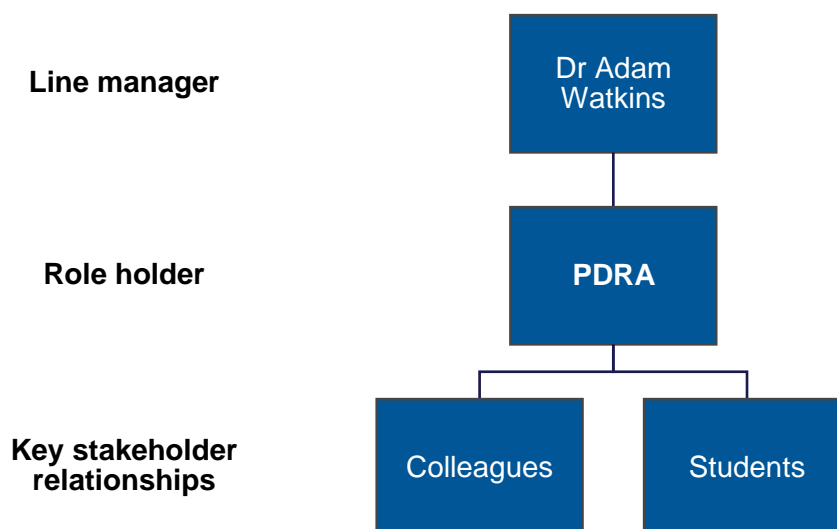 Line manager
Dr Adam
Watkins
Role holder
PDRA
Key stakeholder
relationships
Colleagues
Students